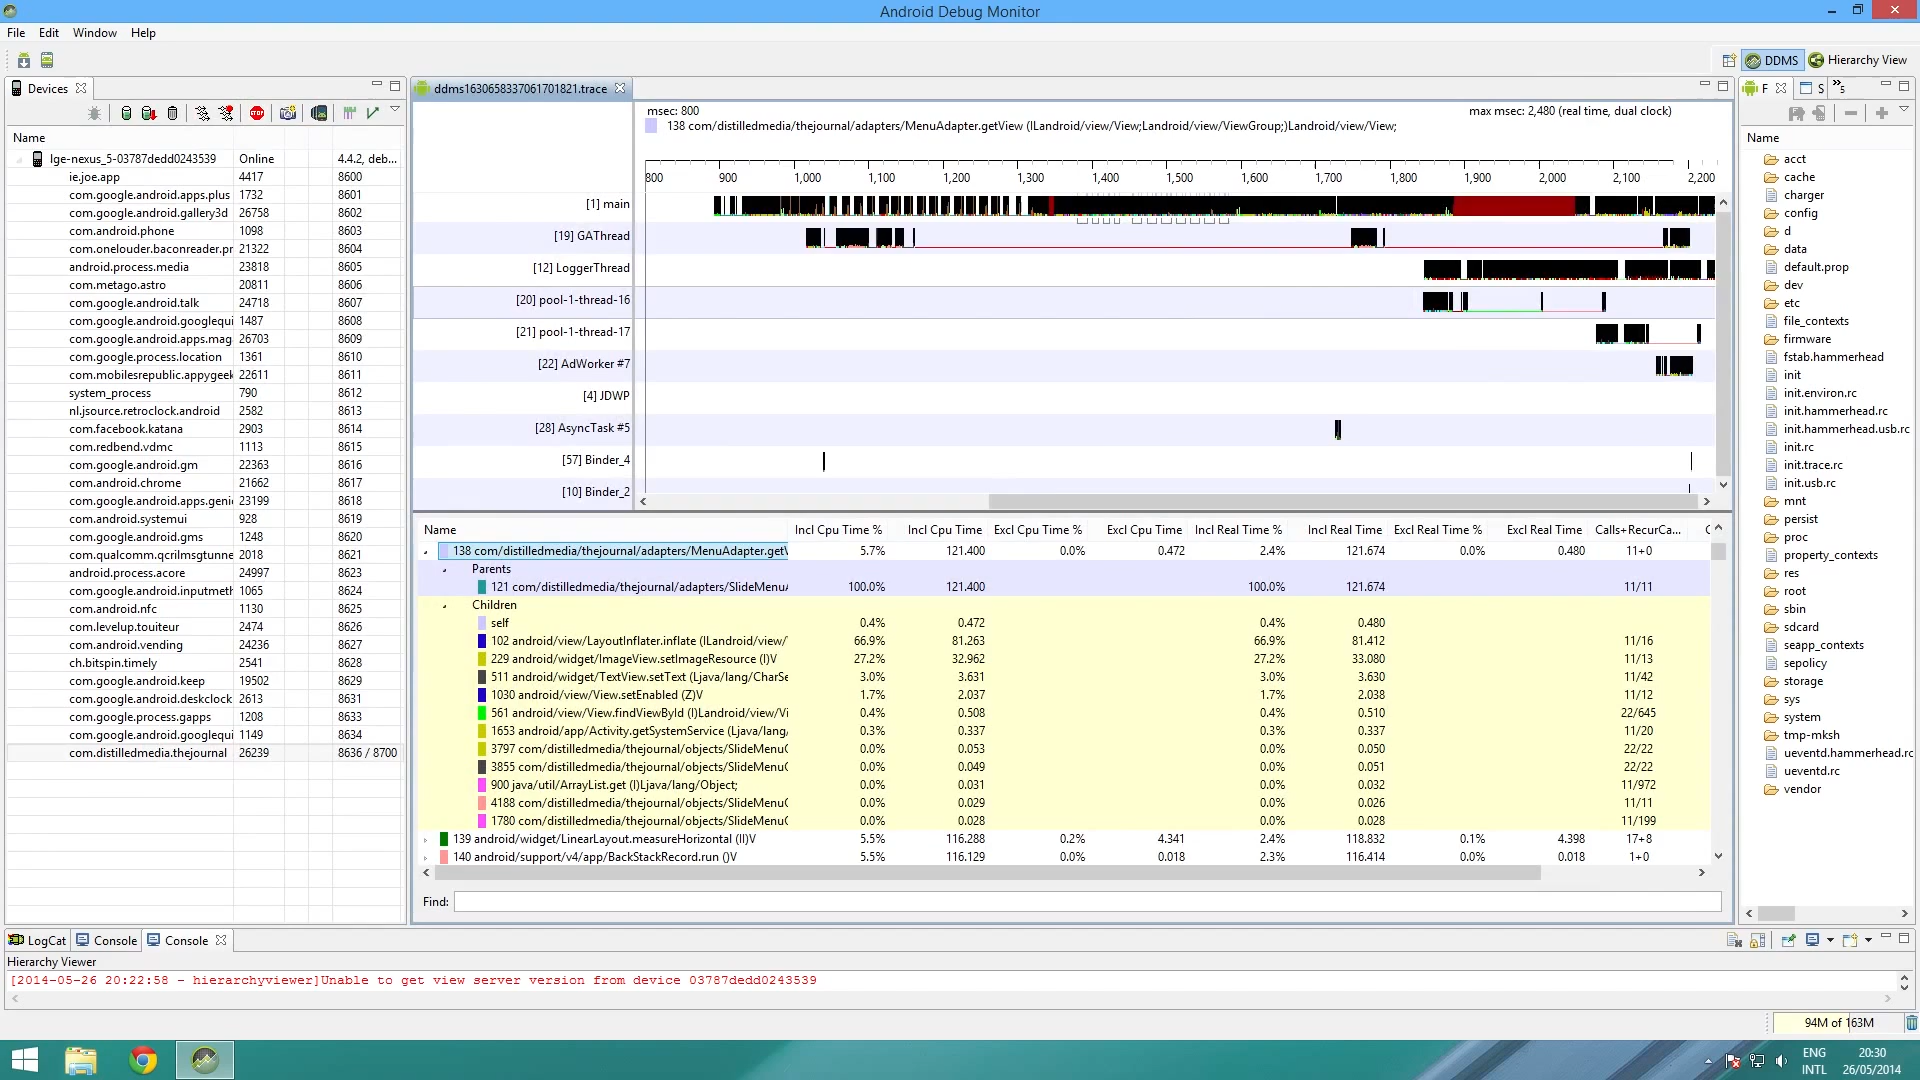 Android Debug Monitor
File Edit Window Help
DDMS Hierarchy View
Devices
Name
lge-nexus_5-03787dedd0243539 Online 4.4.2, deb...
ie.joe.app 4417 8600
com.google.android.apps.plus 1732 8601
com.google.android.gallery3d 26758 8602
com.android.phone 1098 8603
com.onelouder.baconreader.pr 21322 8604
android.process.media 23818 8605
com.metago.astro 20811 8606
com.google.android.talk 24718 8607
com.google.android.googlequi 1487 8608
com.google.android.apps.mag 26703 8609
com.google.process.location 1361 8610
com.mobilesrepublic.appygeek 22611 8611
system_process 790 8612
nl.jsource.retroclock.android 2582 8613
com.facebook.katana 2903 8614
com.redbend.vdmc 1113 8615
com.google.android.gm 22363 8616
com.android.chrome 21662 8617
com.google.android.apps.genie 23199 8618
com.android.systemui 928 8619
com.google.android.gms 1248 8620
com.qualcomm.qcrilmsgtunne 2018 8621
android.process.acore 24997 8623
com.google.android.inputmeth 1065 8624
com.android.nfc 1130 8625
com.levelup.touiteur 2474 8626
com.android.vending 24236 8627
ch.bitspin.timely 2541 8628
com.google.android.keep 19502 8629
com.google.android.deskclock 2613 8631
com.google.process.gapps 1208 8633
com.google.android.googlequi 1149 8634
com.distilledmedia.thejournal 26239 8636 / 8700
ddms1630658337061701821.trace
msec: 800 max msec: 2,480 (real time, dual clock)
138 com/distilledmedia/thejournal/adapters/MenuAdapter.getView (ILandroid/view/View;Landroid/view/ViewGroup;)Landroid/view/View;
800 900 1,000 1,100 1,200 1,300 1,400 1,500 1,600 1,700 1,800 1,900 2,000 2,100 2,200
[1] main
[19] GAThread
[12] LoggerThread
[20] pool-1-thread-16
[21] pool-1-thread-17
[22] AdWorker #7
[4] JDWP
[28] AsyncTask #5
[57] Binder_4
[10] Binder_2
Name Incl Cpu Time % Incl Cpu Time Excl Cpu Time % Excl Cpu Time Incl Real Time % Incl Real Time Excl Real Time % Excl Real Time Calls+RecurCa...
138 com/distilledmedia/thejournal/adapters/MenuAdapter.getV 5.7% 121.400 0.0% 0.472 2.4% 121.674 0.0% 0.480 11+0
Parents
121 com/distilledmedia/thejournal/adapters/SlideMenuA 100.0% 121.400 100.0% 121.674 11/11
Children
self 0.4% 0.472 0.4% 0.480
102 android/view/LayoutInflater.inflate (ILandroid/view/ 66.9% 81.263 66.9% 81.412 11/16
229 android/widget/ImageView.setImageResource (I)V 27.2% 32.962 27.2% 33.080 11/13
511 android/widget/TextView.setText (Ljava/lang/CharSe 3.0% 3.631 3.0% 3.630 11/42
1030 android/view/View.setEnabled (Z)V 1.7% 2.037 1.7% 2.038 11/12
561 android/view/View.findViewById (I)Landroid/view/Vi 0.4% 0.508 0.4% 0.510 22/645
1653 android/app/Activity.getSystemService (Ljava/lang 0.3% 0.337 0.3% 0.337 11/20
3797 com/distilledmedia/thejournal/objects/SlideMenuC 0.0% 0.053 0.0% 0.050 22/22
3855 com/distilledmedia/thejournal/objects/SlideMenuC 0.0% 0.049 0.0% 0.051 22/22
900 java/util/ArrayList.get (I)Ljava/lang/Object; 0.0% 0.031 0.0% 0.032 11/972
4188 com/distilledmedia/thejournal/objects/SlideMenuC 0.0% 0.029 0.0% 0.026 11/11
1780 com/distilledmedia/thejournal/objects/SlideMenuC 0.0% 0.028 0.0% 0.028 11/199
139 android/widget/LinearLayout.measureHorizontal (II)V 5.5% 116.288 0.2% 4.341 2.4% 118.832 0.1% 4.398 17+8
140 android/support/v4/app/BackStackRecord.run ()V 5.5% 116.129 0.0% 0.018 2.3% 116.414 0.0% 0.018 1+0
Find:
F S 5
Name
acct
cache
charger
config
d
data
default.prop
dev
etc
file_contexts
firmware
fstab.hammerhead
init
init.environ.rc
init.hammerhead.rc
init.hammerhead.usb.rc
init.rc
init.trace.rc
init.usb.rc
mnt
persist
proc
property_contexts
res
root
sbin
sdcard
seapp_contexts
sepolicy
storage
sys
system
tmp-mksh
ueventd.hammerhead.rc
ueventd.rc
vendor
LogCat Console Console
Hierarchy Viewer
[2014-05-26 20:22:58 - hierarchyviewer]Unable to get view server version from device 03787dedd0243539
94M of 163M
ENG 20:30
INTL 26/05/2014